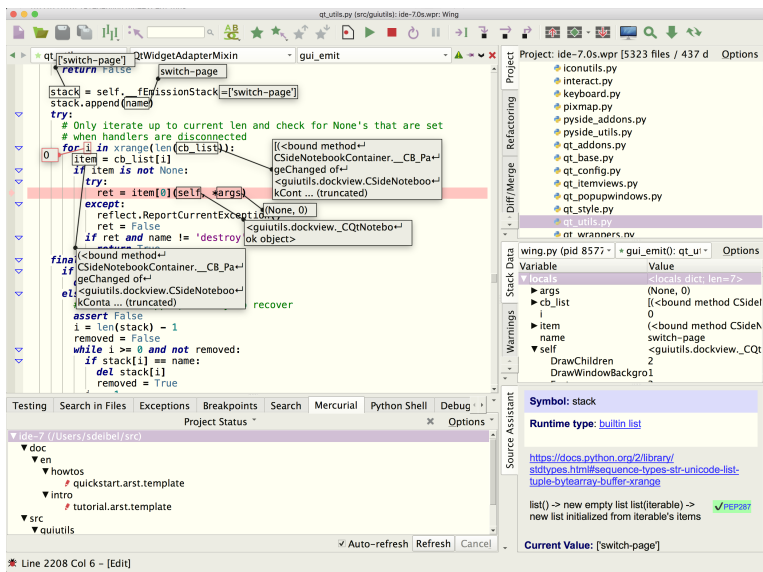 qt_utils.py (src/guiutils): ide-7.0s.wpr: Wing
QtWidgetAdapterMixin
gui_emit
['switch-page']
return False
switch-page
stack = self.__fEmissionStack
=['switch-page']
stack.append(name)
try:
# Only iterate up to current len and check for None's that are set
# when handlers are disconnected
for i in xrange(len(cb_list)):
0
[(<bound method↵
CSideNotebookContainer.__CB_Pa↵
geChanged of↵
<guiutils.dockview.CSideNoteboo↵
kCont ... (truncated)
item = cb_list[i]
if item is not None:
try:
ret = item[0](self, *args)
(None, 0)
except:
reflect.ReportCurrentException()
<guiutils.dockview._CQtNotebo↵
ok object>
ret = False
if ret and name != 'destroy
(<bound method↵
CSideNotebookContainer.__CB_Pa↵
geChanged of↵
<guiutils.dockview.CSideNoteboo↵
kConta ... (truncated)
recover
assert False
i = len(stack) - 1
removed = False
while i >= 0 and not removed:
if stack[i] == name:
del stack[i]
removed = True
Testing
Search in Files
Exceptions
Breakpoints
Search
Mercurial
Python Shell
Debug
Project Status
Options
ide-7 (/Users/sdeibel/src)
doc
en
howtos
quickstart.arst.template
intro
tutorial.arst.template
src
guiutils
Auto-refresh
Refresh
Cancel
Line 2208 Col 6 – [Edit]
Project
Refactoring
Diff/Merge
Project: ide-7.0s.wpr [5323 files / 437 d
Options
iconutils.py
interact.py
keyboard.py
pixmap.py
pyside_addons.py
pyside_utils.py
qt_addons.py
qt_base.py
qt_config.py
qt_itemviews.py
qt_popupwindows.py
qt_style.py
qt_utils.py
qt_wrappers.py
Stack Data
Warnings
wing.py (pid 8577
gui_emit(): qt_u
Options
Variable
Value
locals
<locals dict; len=7>
args
(None, 0)
cb_list
[(<bound method CSideI
i
0
item
(<bound method CSideN
name
switch-page
self
<guiutils.dockview._CQt
DrawChildren
2
DrawWindowBackgro
1
Source Assistant
Symbol: stack
Runtime type: builtin list
https://docs.python.org/2/library/
stdtypes.html#sequence-types-str-unicode-list-
tuple-bytearray-buffer-xrange
list() -> new empty list list(iterable) ->
new list initialized from iterable's items
✓PEP287
Current Value: ['switch-page']